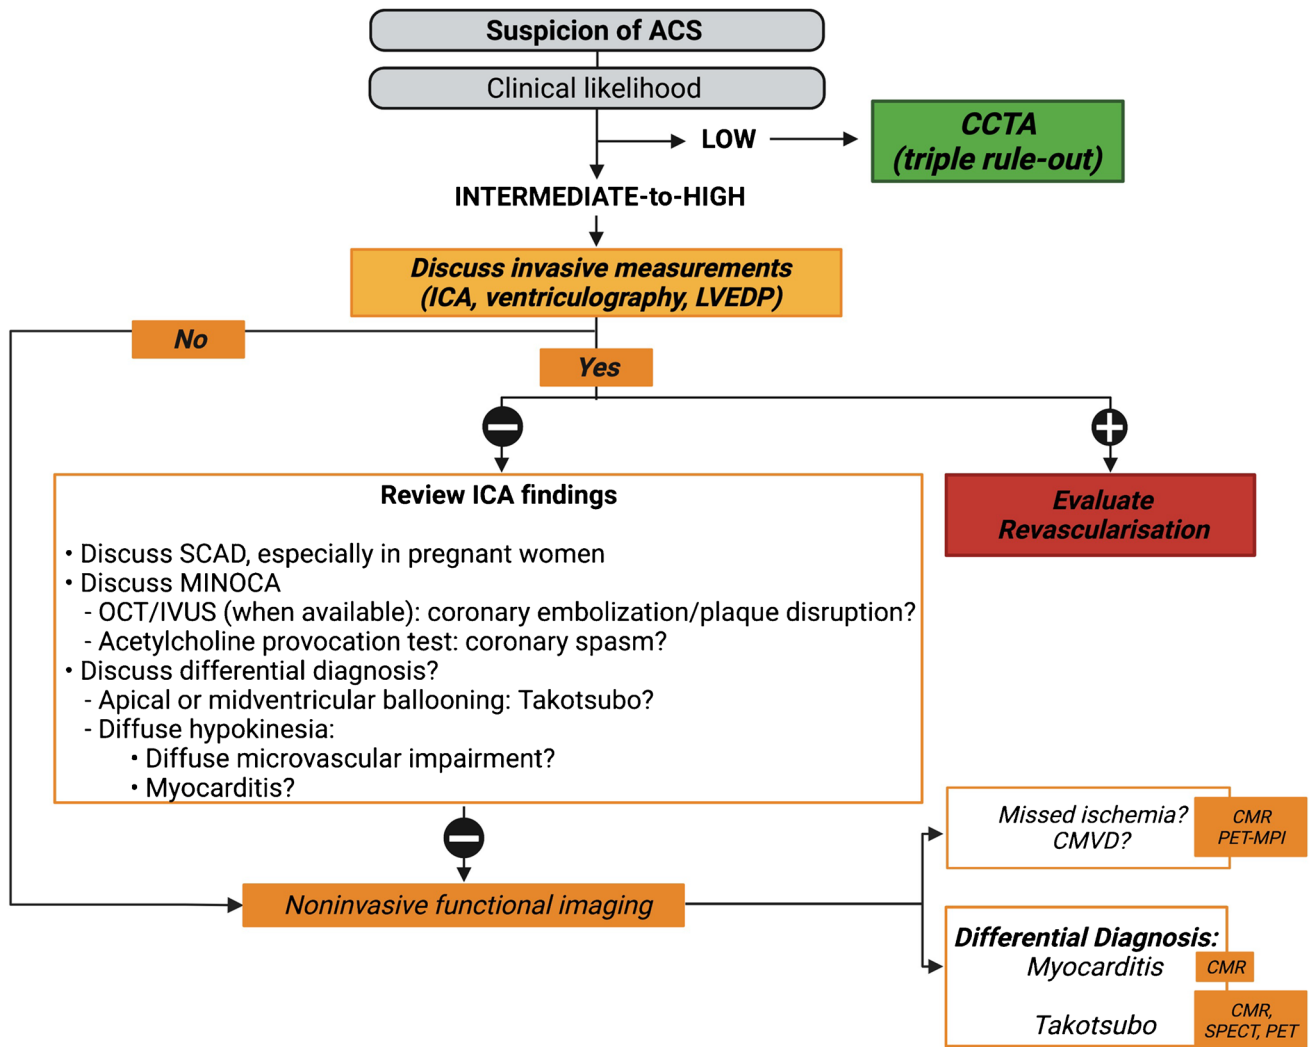 Suspicion of ACS
Clinical likelihood
LOW
CCTA
(triple rule-out)
INTERMEDIATE-to-HIGH
Discuss invasive measurements
(ICA, ventriculography, LVEDP)
No
Yes
Review ICA findings
• Discuss SCAD, especially in pregnant women
• Discuss MINOCA
- OCT/IVUS (when available): coronary embolization/plaque disruption?
- Acetylcholine provocation test: coronary spasm?
• Discuss differential diagnosis?
- Apical or midventricular ballooning: Takotsubo?
- Diffuse hypokinesia:
• Diffuse microvascular impairment?
• Myocarditis?
Evaluate
Revascularisation
Noninvasive functional imaging
Missed ischemia?
CMVD?
CMR
PET-MPI
Differential Diagnosis:
Myocarditis
CMR
Takotsubo
CMR,
SPECT, PET